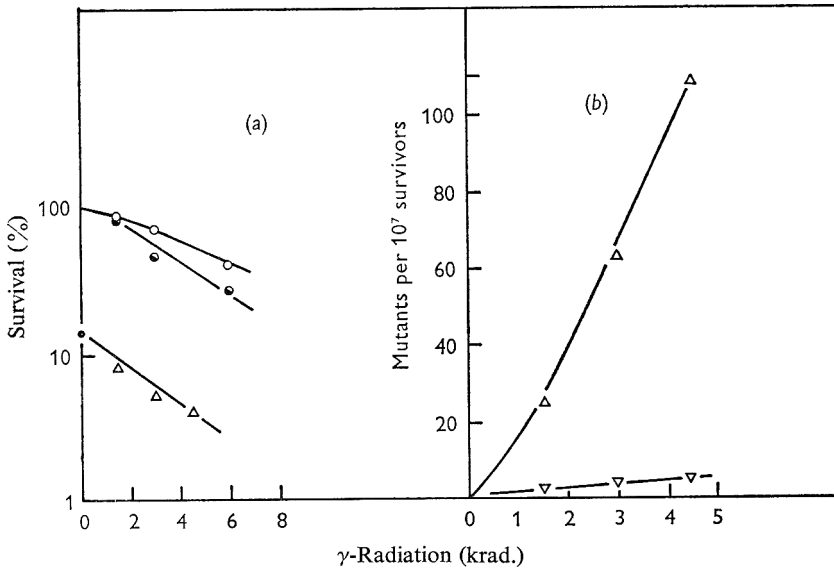 (a)
Survival (%)
100
10
1
0 2 4 6 8
(b)
Mutants per 10⁷ survivors
100
80
60
40
20
0 1 2 3 4 5
γ-Radiation (krad.)